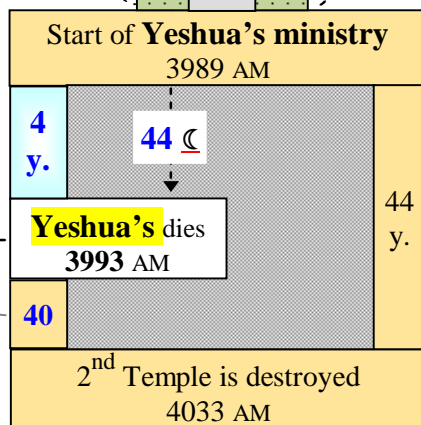 Start of Yeshua's ministry
3989 AM
4
y.
44 ☾
44
y.
Yeshua's dies
3993 AM
40
2nd Temple is destroyed
4033 AM